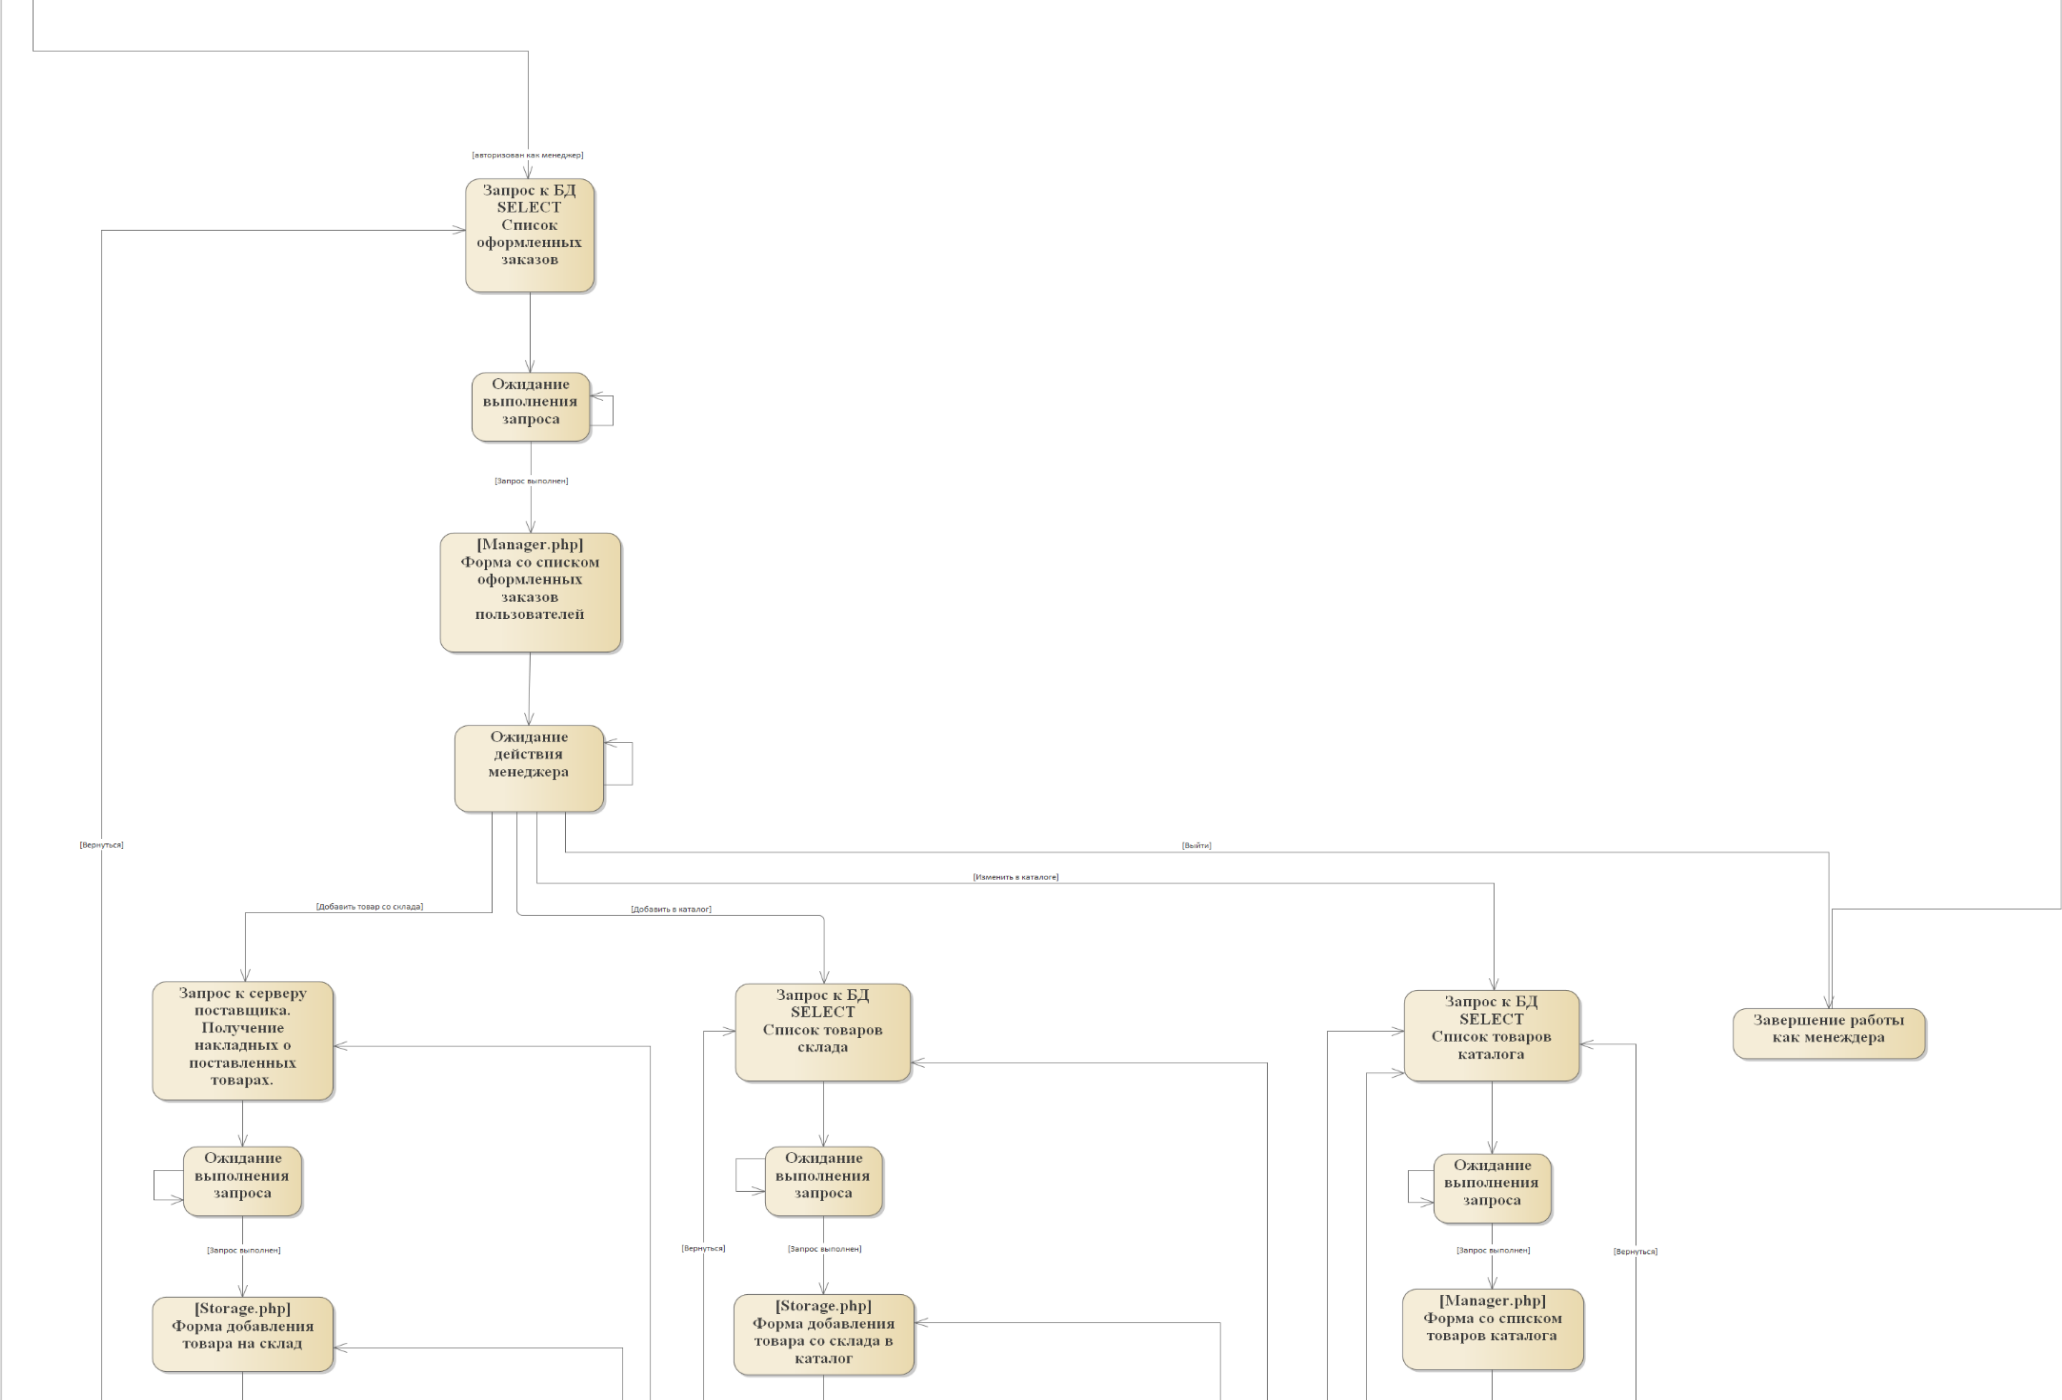 [авторизован как менеджер]
Запрос к БД
SELECT
Список
оформленных
заказов
Ожидание
выполнения
запроса
[Запрос выполнен]
[Manager.php]
Форма со списком
оформленных
заказов
пользователей
Ожидание
действия
менеджера
[Вернуться]
[Выйти]
[Изменить в каталоге]
[Добавить товар со склада]
[Добавить в каталог]
Запрос к серверу
поставщика.
Получение
накладных о
поставленных
товарах.
Запрос к БД
SELECT
Список товаров
склада
Запрос к БД
SELECT
Список товаров
каталога
Завершение работы
как менеждера
Ожидание
выполнения
запроса
Ожидание
выполнения
запроса
Ожидание
выполнения
запроса
[Запрос выполнен]
[Вернуться]
[Запрос выполнен]
[Запрос выполнен]
[Вернуться]
[Storage.php]
Форма добавления
товара на склад
[Storage.php]
Форма добавления
товара со склада в
каталог
[Manager.php]
Форма со списком
товаров каталога